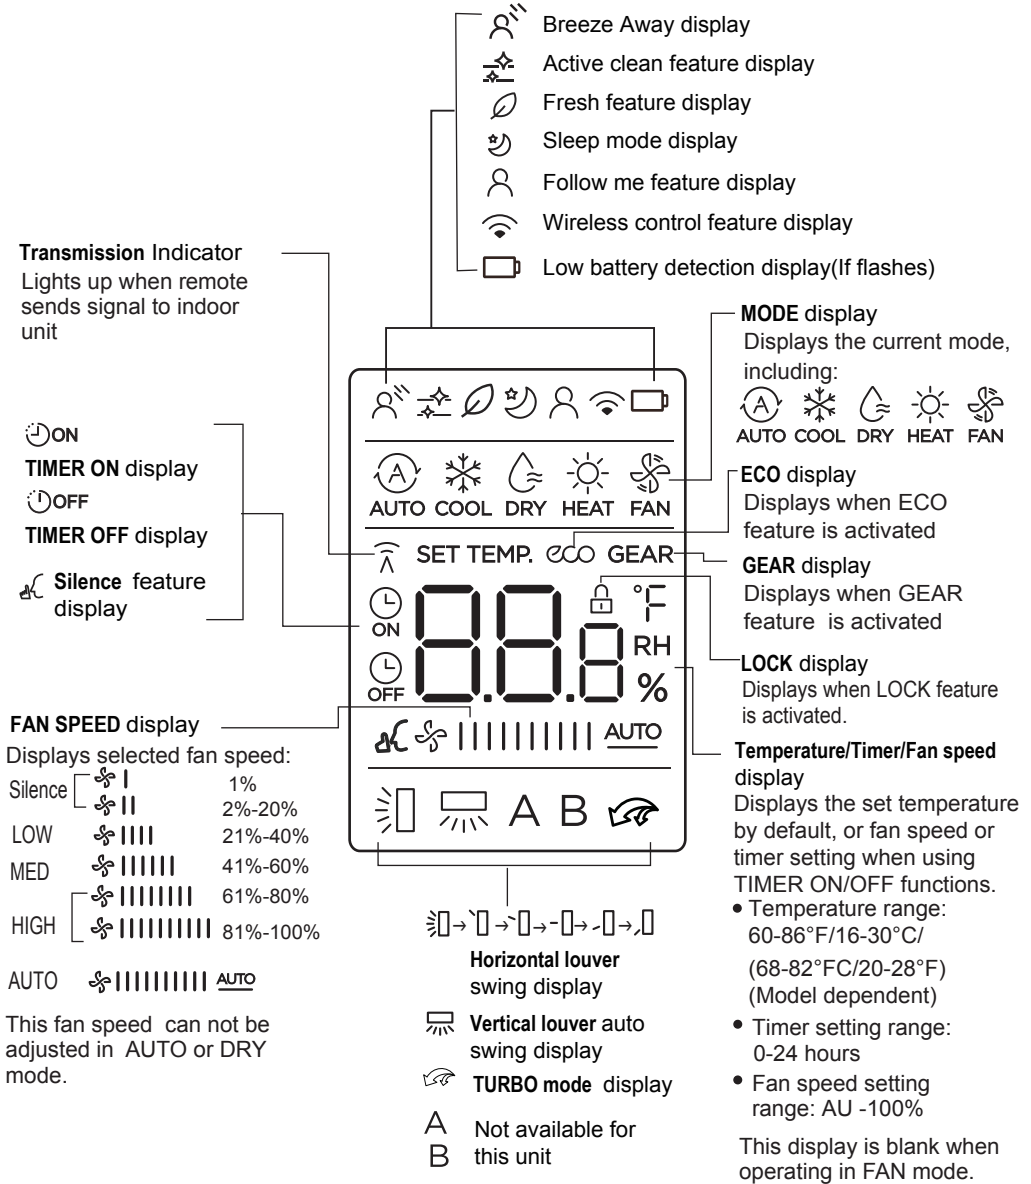 Breeze Away display
Active clean feature display
Fresh feature display
Sleep mode display
Follow me feature display
Wireless control feature display
Low battery detection display(If flashes)
Transmission Indicator
Lights up when remote
sends signal to indoor
unit
ON
TIMER ON display
OFF
TIMER OFF display
Silence feature
display
FAN SPEED display
Displays selected fan speed:
Silence
1%
2%-20%
LOW 21%-40%
MED 41%-60%
61%-80%
HIGH
81%-100%
AUTO AUTO
This fan speed can not be
adjusted in AUTO or DRY
mode.
A
AUTO COOL DRY HEAT FAN
SET TEMP. eco GEAR
ON
OFF
88.8
°F
RH
%
AUTO
A B
Horizontal louver
swing display
Vertical louver auto
swing display
TURBO mode display
A
B
Not available for
this unit
MODE display
Displays the current mode,
including:
A
AUTO COOL DRY HEAT FAN
ECO display
Displays when ECO
feature is activated
GEAR display
Displays when GEAR
feature is activated
LOCK display
Displays when LOCK feature
is activated.
Temperature/Timer/Fan speed
display
Displays the set temperature
by default, or fan speed or
timer setting when using
TIMER ON/OFF functions.
• Temperature range:
60-86°F/16-30°C/
(68-82°FC/20-28°F)
(Model dependent)
• Timer setting range:
0-24 hours
• Fan speed setting
range: AU -100%
This display is blank when
operating in FAN mode.